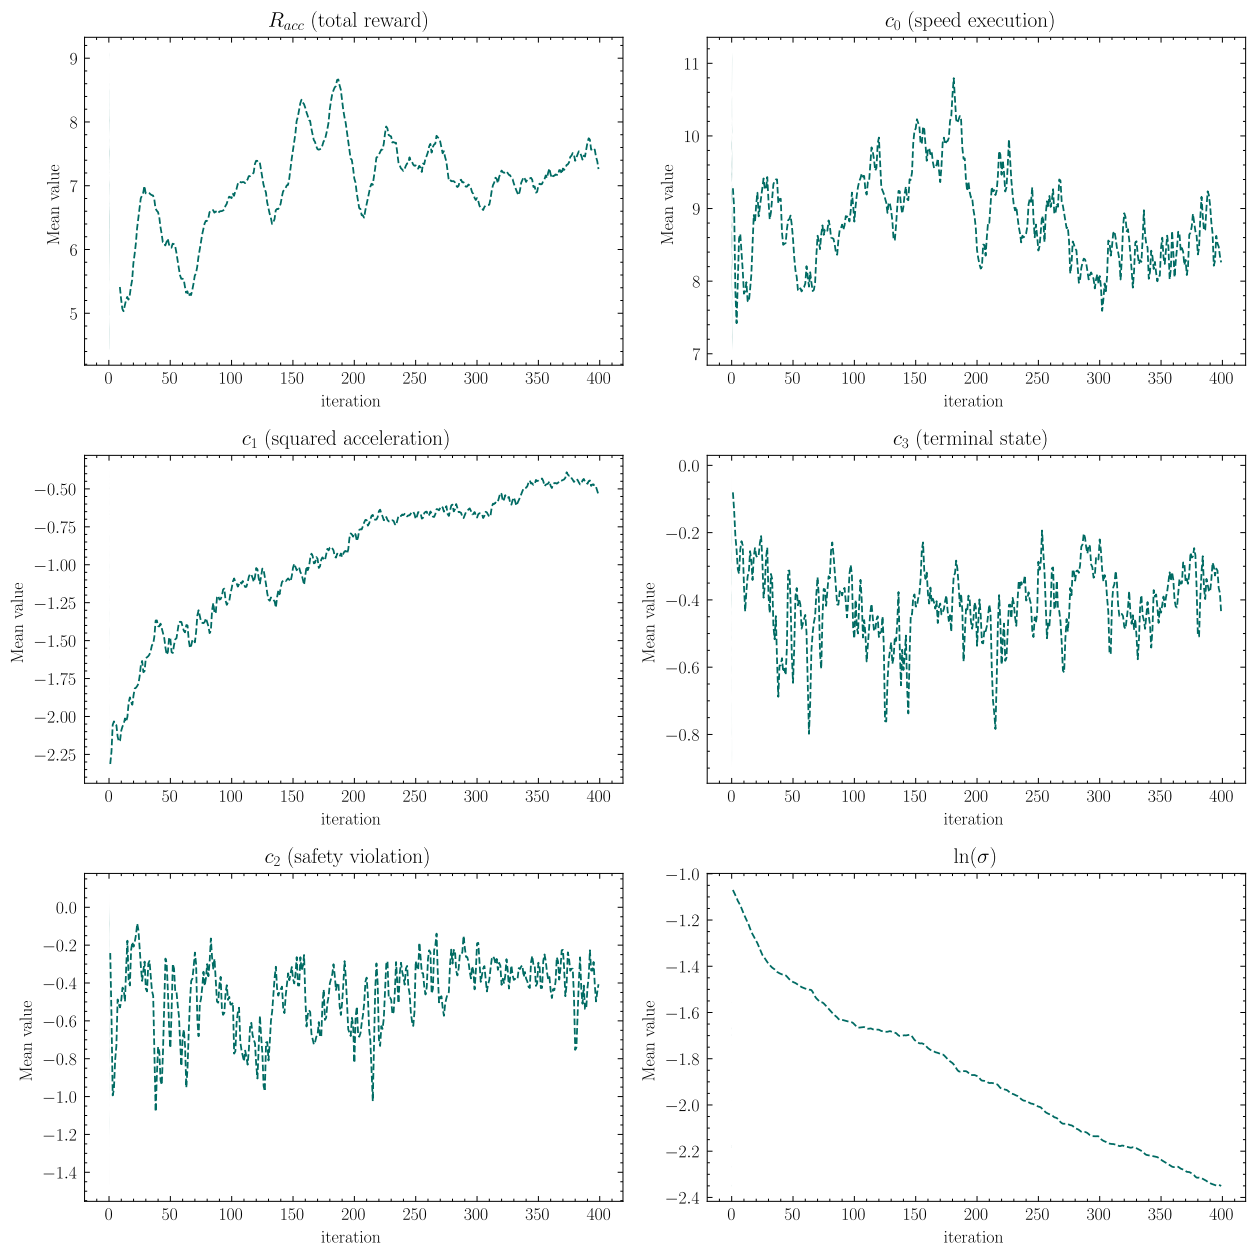 R_acc (total reward)
9
8
7
6
5
Mean value
0 50 100 150 200 250 300 350 400
iteration
c_0 (speed execution)
11
10
9
8
7
Mean value
0 50 100 150 200 250 300 350 400
iteration
c_1 (squared acceleration)
−0.50
−0.75
−1.00
−1.25
−1.50
−1.75
−2.00
−2.25
Mean value
0 50 100 150 200 250 300 350 400
iteration
c_3 (terminal state)
0.0
−0.2
−0.4
−0.6
−0.8
Mean value
0 50 100 150 200 250 300 350 400
iteration
c_2 (safety violation)
0.0
−0.2
−0.4
−0.6
−0.8
−1.0
−1.2
−1.4
Mean value
0 50 100 150 200 250 300 350 400
iteration
ln(σ)
−1.0
−1.2
−1.4
−1.6
−1.8
−2.0
−2.2
−2.4
Mean value
0 50 100 150 200 250 300 350 400
iteration